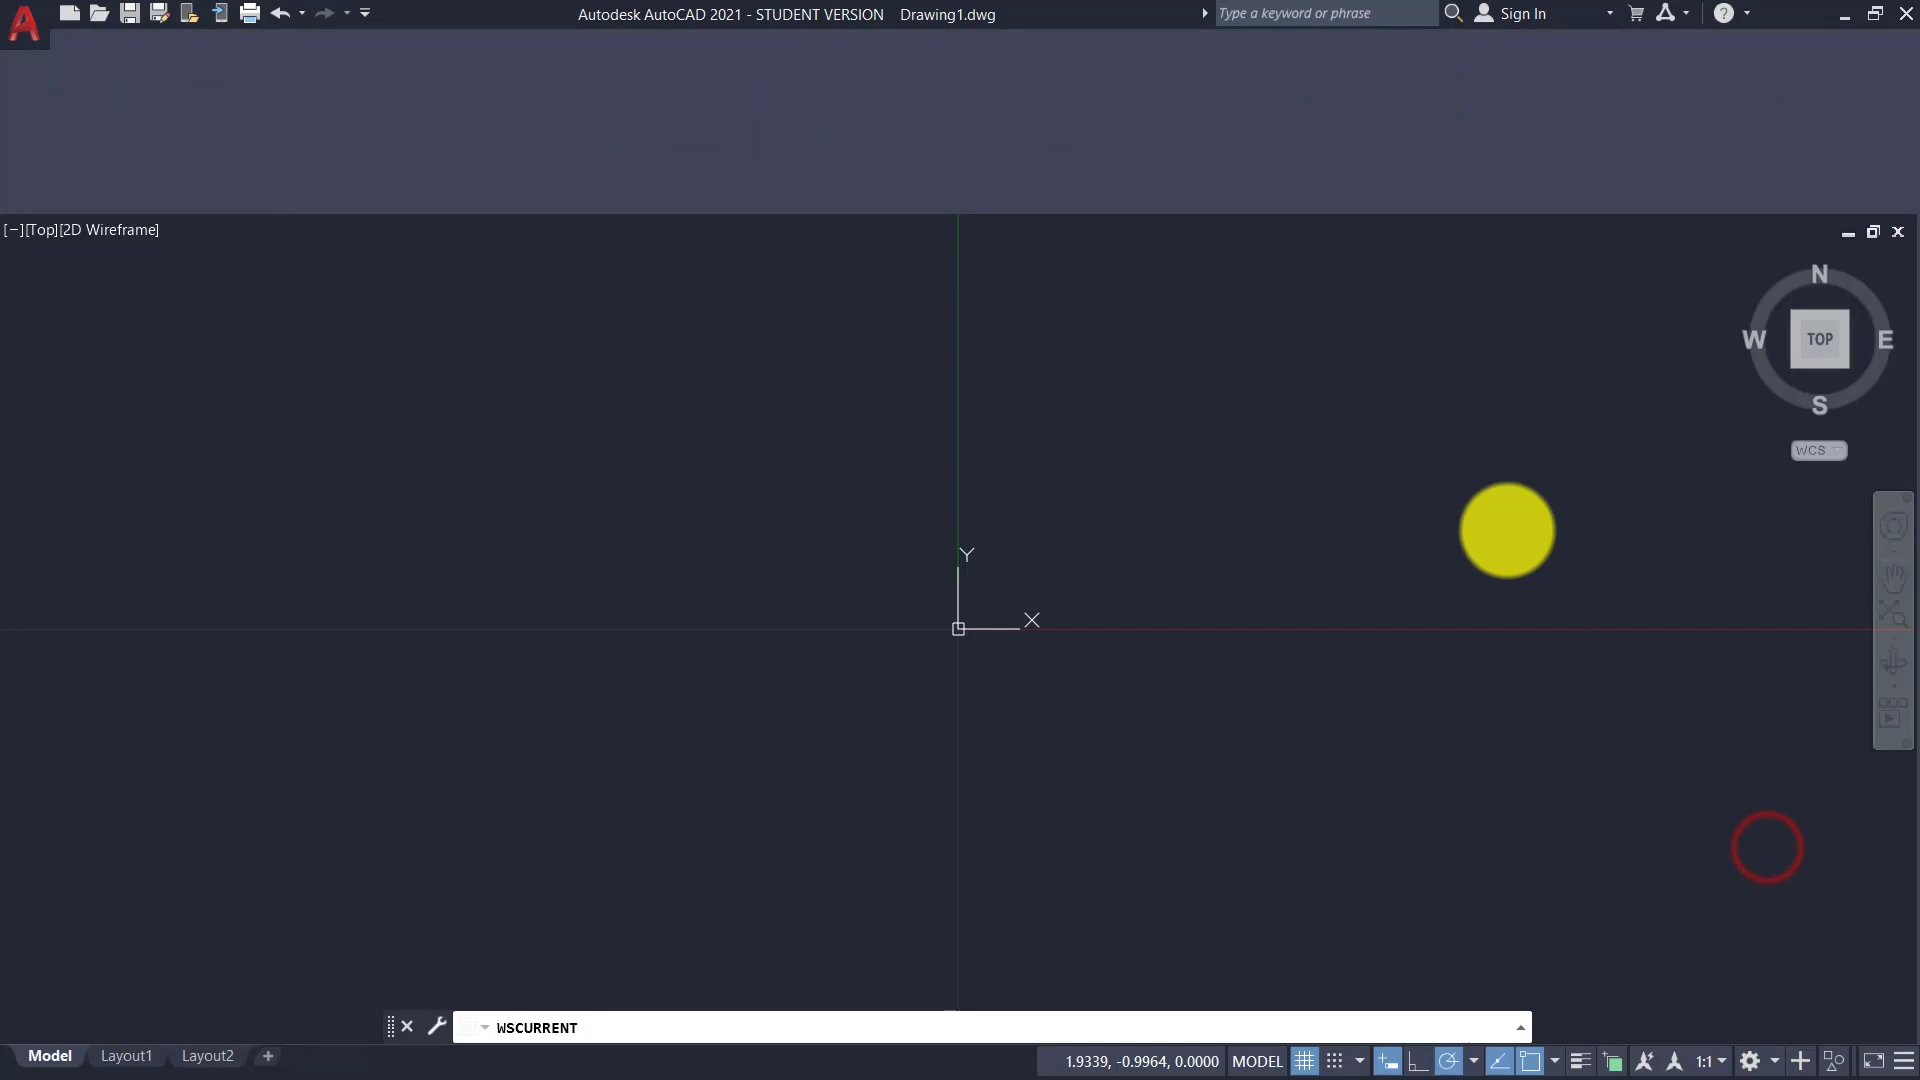 Autodesk AutoCAD 2021 - STUDENT VERSION Drawing1.dwg
Type a keyword or phrase
Sign In
[−][Top][2D Wireframe]
N
W
TOP
E
S
WCS
Y
X
WSCURRENT
Model
Layout1
Layout2
1.9339, -0.9964, 0.0000
MODEL
1:1